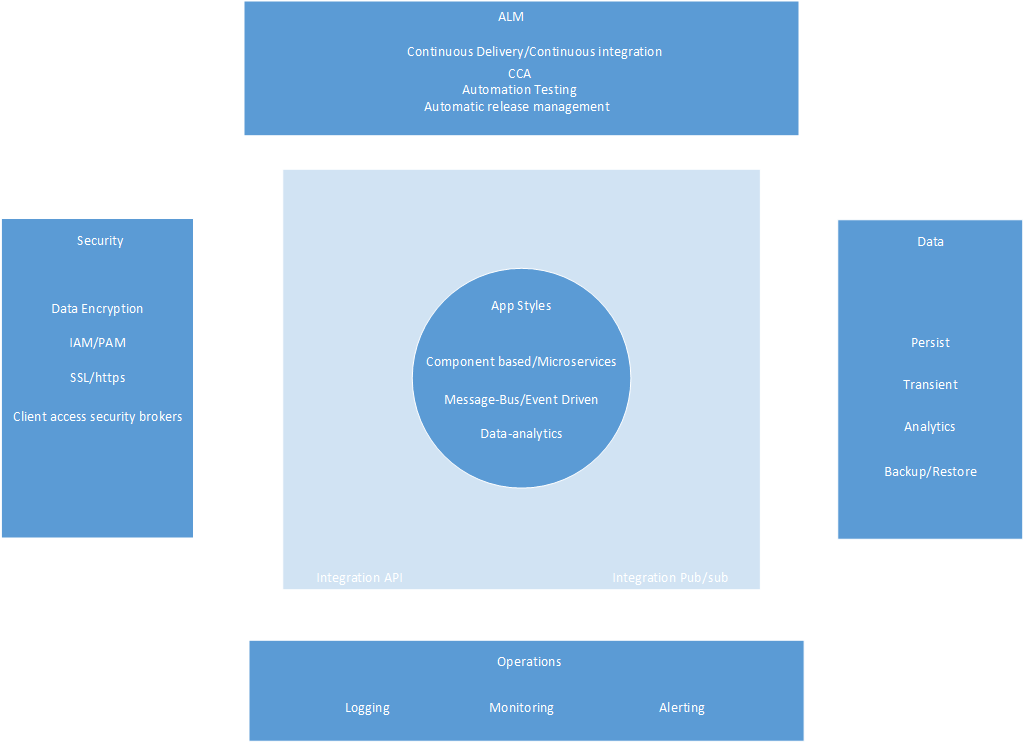 ALM
Continuous Delivery/Continuous integration
CCA
Automation Testing
Automatic release management
Security
Data Encryption
IAM/PAM
SSL/https
Client access security brokers
App Styles
Component based/Microservices
Message-Bus/Event Driven
Data-analytics
Integration API
Integration Pub/sub
Data
Persist
Transient
Analytics
Backup/Restore
Operations
Logging
Monitoring
Alerting